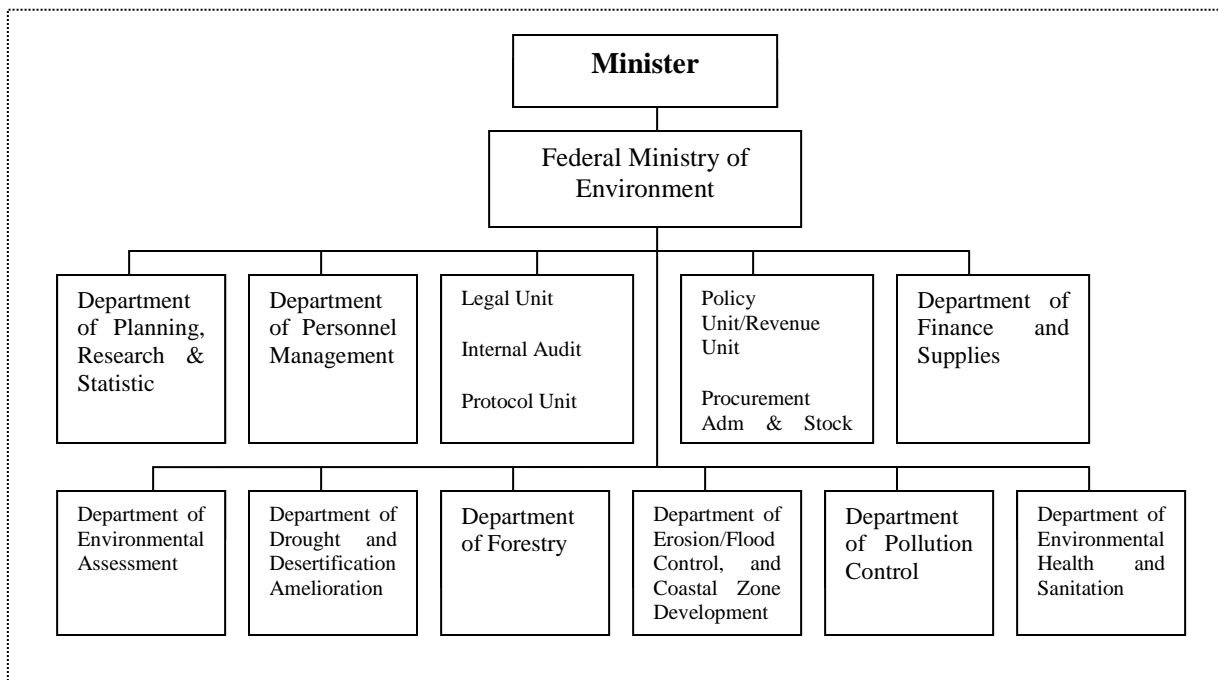 Minister
Federal Ministry of
Environment
Department
of Planning,
Research &
Statistic
Department
of Personnel
Management
Legal Unit
Internal Audit
Protocol Unit
Policy
Unit/Revenue
Unit
Procurement
Adm & Stock
Department of
Finance and
Supplies
Department of
Environmental
Assessment
Department of
Drought and
Desertification
Amelioration
Department
of Forestry
Department of
Erosion/Flood
Control, and
Coastal Zone
Development
Department
of Pollution
Control
Department of
Environmental
Health and
Sanitation